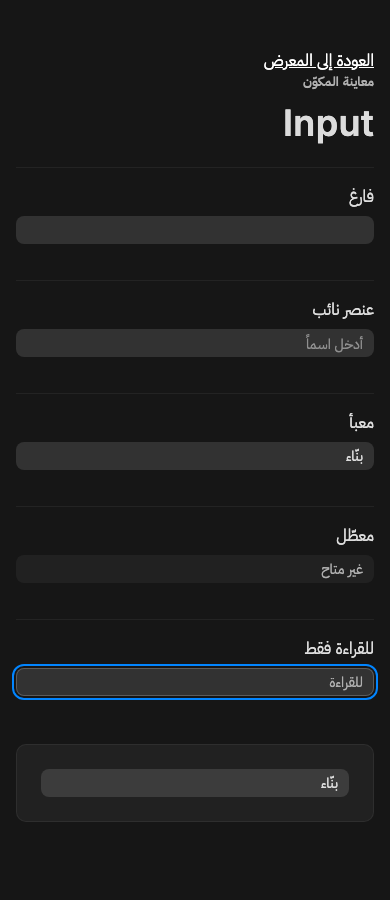 العودة إلى المعرض
معاينة المكوّن
Input
فارغ
عنصر نائب
أدخل اسماً
معبأ
بنّاء
معطّل
غير متاح
للقراءة فقط
للقراءة
بنّاء